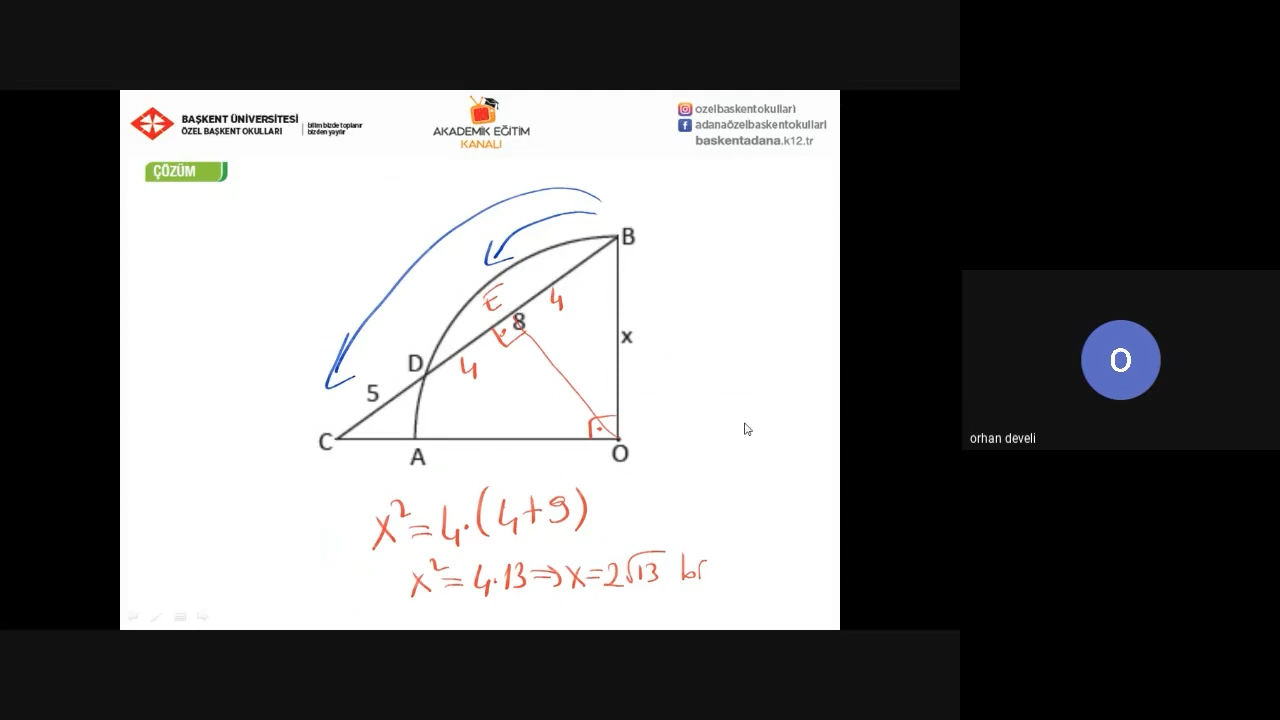 BAŞKENT ÜNİVERSİTESİ
ÖZEL BAŞKENT OKULLARI
bilim bizde toplanır
bizden yayılır
AKADEMİK EĞİTİM
KANALI
ozelbaskentokullari
adanaözelbaskentokullari
baskentadana.k12.tr
ÇÖZÜM
B
E
4
8
x
D
4
5
C
A
O
x² = 4·(4+9)
x² = 4·13 ⇒ x = 2√13 br
O
orhan develi